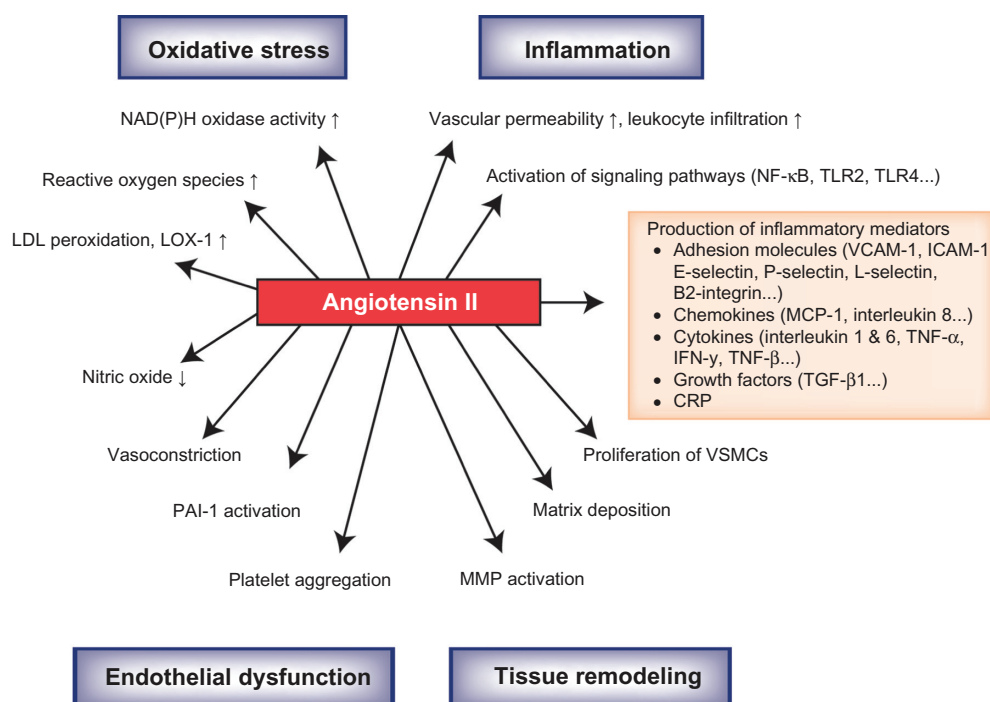 Oxidative stress
Inflammation
NAD(P)H oxidase activity ↑
Vascular permeability ↑, leukocyte infiltration ↑
Reactive oxygen species ↑
Activation of signaling pathways (NF-κB, TLR2, TLR4...)
LDL peroxidation, LOX-1 ↑
Production of inflammatory mediators
• Adhesion molecules (VCAM-1, ICAM-1
E-selectin, P-selectin, L-selectin,
B2-integrin...)
• Chemokines (MCP-1, interleukin 8...)
• Cytokines (interleukin 1 & 6, TNF-α,
IFN-y, TNF-β...)
• Growth factors (TGF-β1...)
• CRP
Angiotensin II
Nitric oxide ↓
Vasoconstriction
Proliferation of VSMCs
PAI-1 activation
Matrix deposition
Platelet aggregation
MMP activation
Endothelial dysfunction
Tissue remodeling